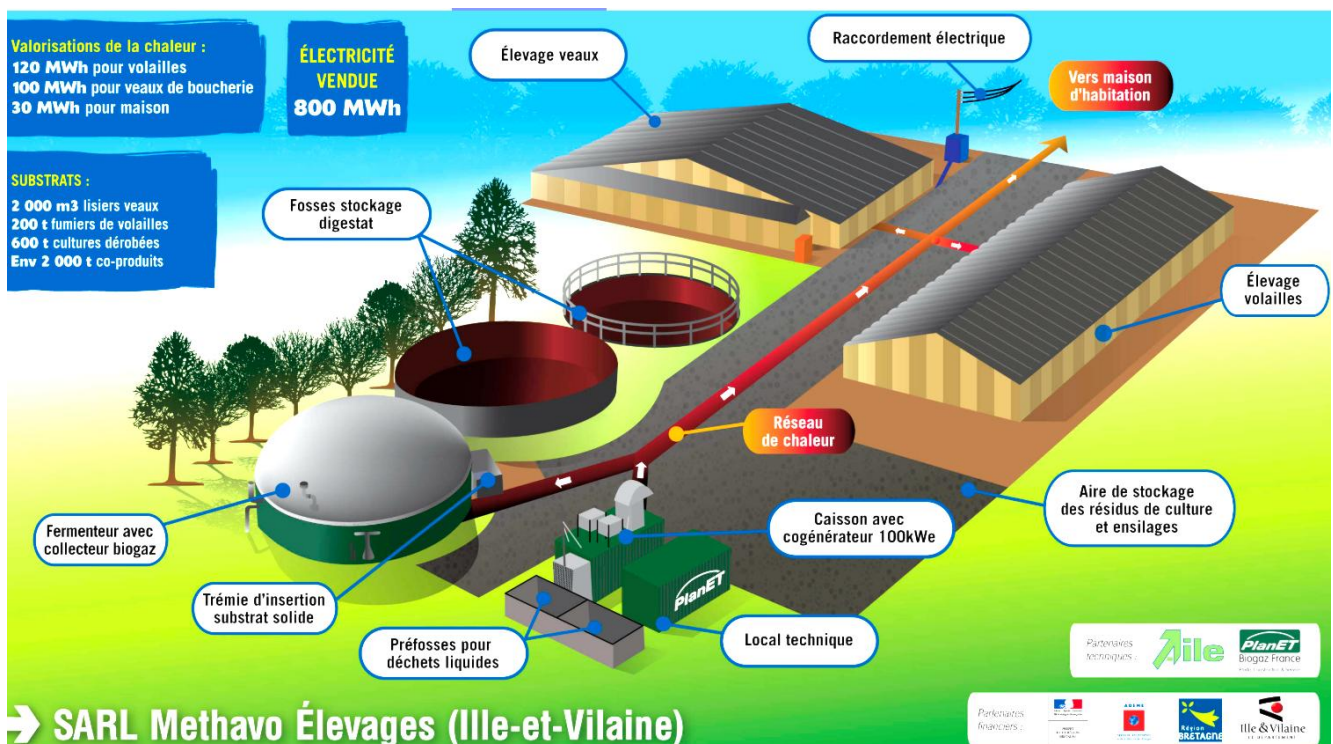 Valorisations de la chaleur :
120 MWh pour volailles
100 MWh pour veaux de boucherie
30 MWh pour maison
ÉLECTRICITÉ
VENDUE
800 MWh
SUBSTRATS :
2 000 m3 lisiers veaux
200 t fumiers de volailles
600 t cultures dérobées
Env 2 000 t co-produits
Élevage veaux
Raccordement électrique
Vers maison
d'habitation
Fosses stockage
digestat
Élevage
volailles
Réseau
de chaleur
Aire de stockage
des résidus de culture
et ensilages
Fermenteur avec
collecteur biogaz
Caisson avec
cogénérateur 100kWe
Trémie d'insertion
substrat solide
PlanET
Préfosses pour
déchets liquides
Local technique
Partenaires
techniques :
Aile
PlanET
Biogaz France
SARL Methavo Élevages (Ille-et-Vilaine)
Partenaires
financiers :
ADEME
Région
BRETAGNE
Ille & Vilaine